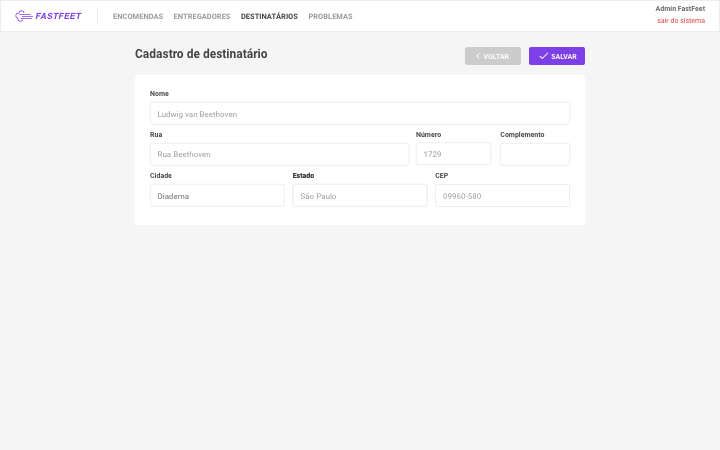 FASTFEET ENCOMENDAS ENTREGADORES DESTINATÁRIOS PROBLEMAS Admin FastFeet
sair do sistema
Cadastro de destinatário VOLTAR SALVAR
Nome
Ludwig van Beethoven
Rua Número Complemento
Rua Beethoven 1729
Cidade Estado CEP
Diadema São Paulo 09960-580